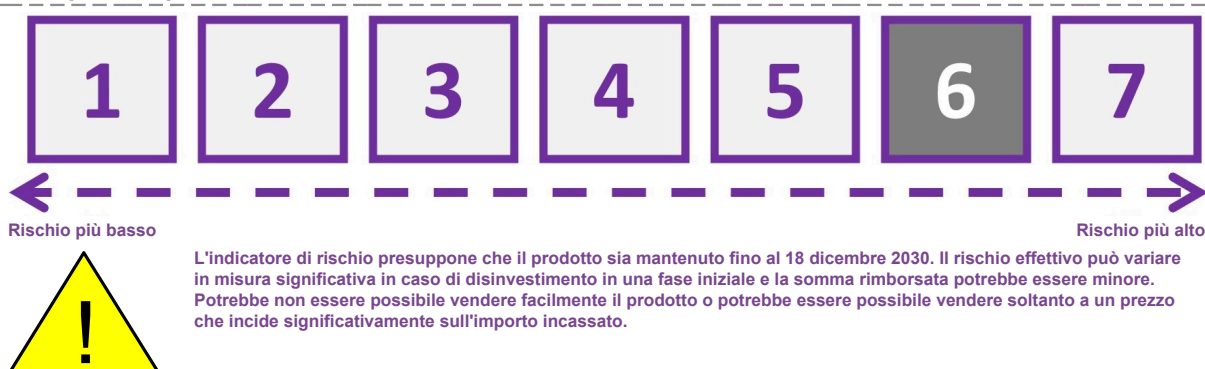 1 2 3 4 5 6 7
Rischio più basso Rischio più alto
L'indicatore di rischio presuppone che il prodotto sia mantenuto fino al 18 dicembre 2030. Il rischio effettivo può variare
in misura significativa in caso di disinvestimento in una fase iniziale e la somma rimborsata potrebbe essere minore.
Potrebbe non essere possibile vendere facilmente il prodotto o potrebbe essere possibile vendere soltanto a un prezzo
che incide significativamente sull'importo incassato.
!